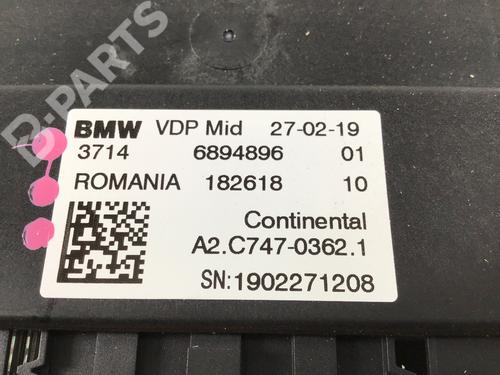 B-PARTS
BMW VDP Mid 27-02-19
3714 6894896 01
ROMANIA 182618 10
Continental
A2.C747-0362.1
SN:1902271208